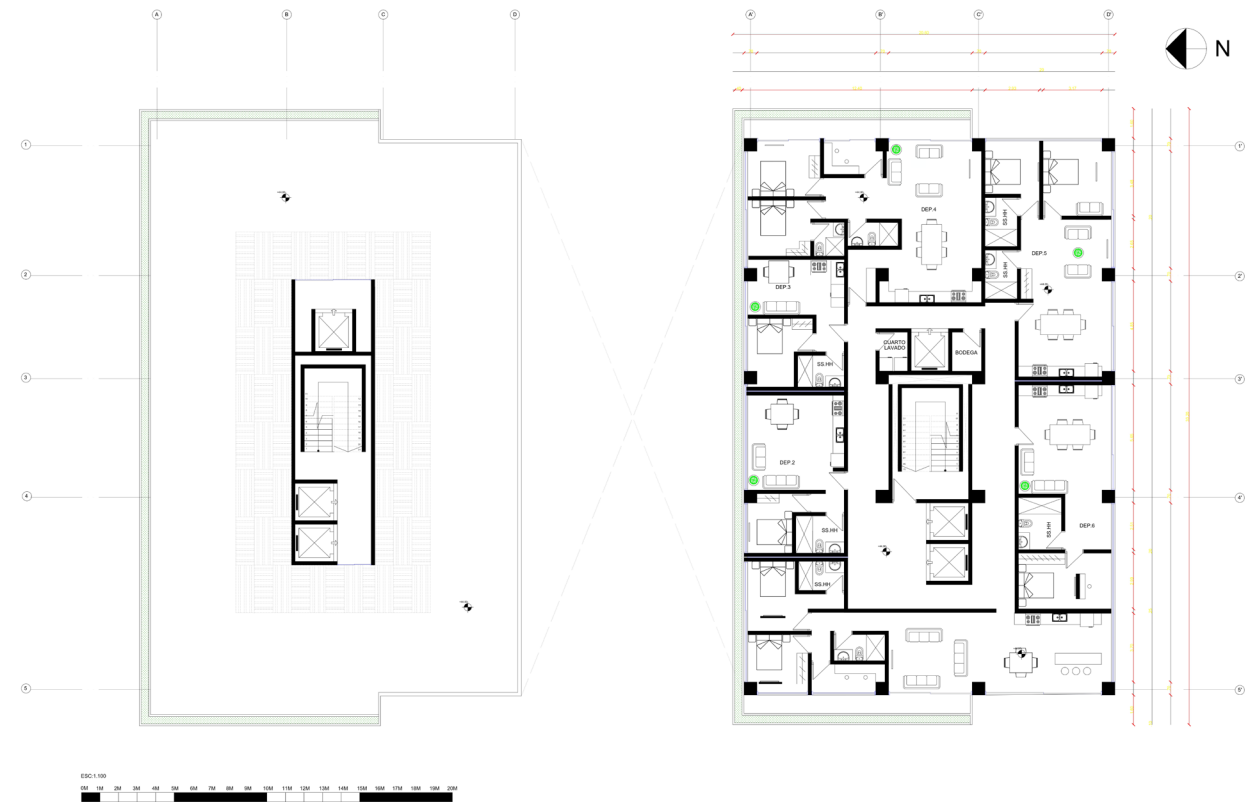 A B C D
A' B' C' D'
N
1
2
3
4
5
1'
2'
3'
4'
5'
DEP.4
SS.HH
DEP.5
SS.HH
DEP.3
CUARTO
LAVADO
BODEGA
SS.HH
DEP.2
SS.HH
SS.HH
DEP.6
SS.HH
ESC:1.100
0M 1M 2M 3M 4M 5M 6M 7M 8M 9M 10M 11M 12M 13M 14M 15M 16M 17M 18M 19M 20M